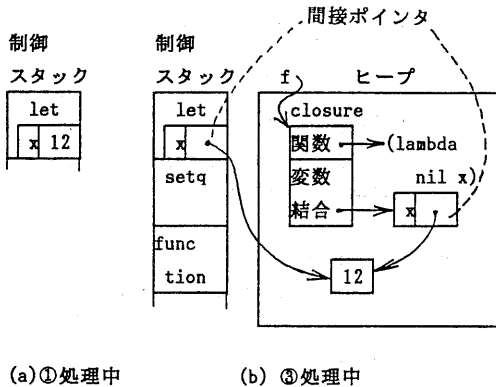 間接ポインタ
制御
スタック
let
x 12
制御
スタック
let
x
setq
func
tion
f
ヒープ
closure
関数
(lambda
nil x)
変数
結合
x
12
(a)①処理中
(b) ③処理中